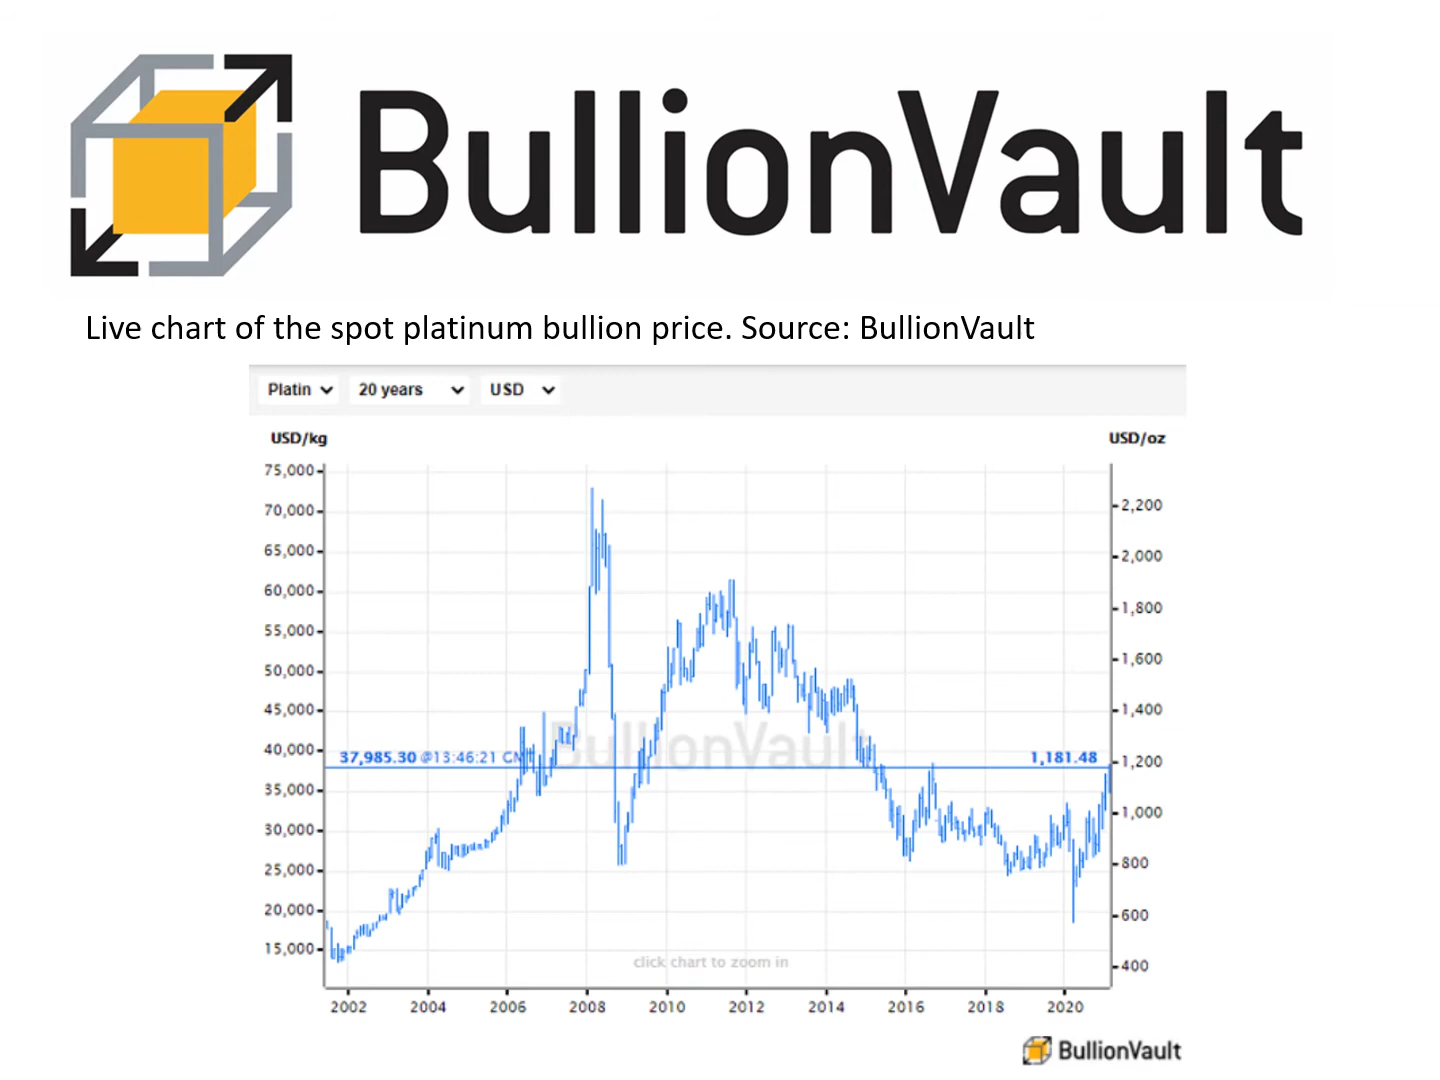 BullionVault
Live chart of the spot platinum bullion price. Source: BullionVault
Platin 20 years USD
USD/kg USD/oz
75,000
70,000
65,000
60,000
55,000
50,000
45,000
40,000
35,000
30,000
25,000
20,000
15,000
2,200
2,000
1,800
1,600
1,400
1,200
1,000
800
600
400
BullionVault
37,985.30 @13:46:21 GMT 1,181.48
click chart to zoom in
2002 2004 2006 2008 2010 2012 2014 2016 2018 2020
BullionVault